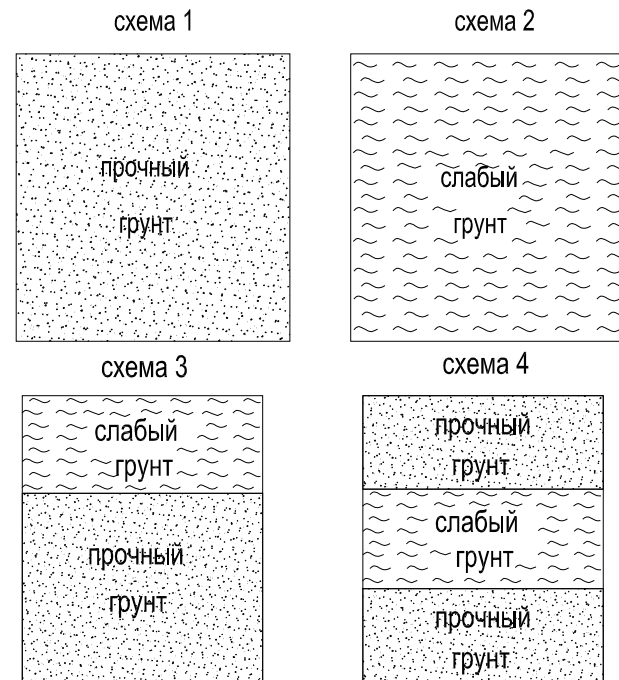 схема 1
прочный
грунт
схема 2
слабый
грунт
схема 3
слабый
грунт
прочный
грунт
схема 4
прочный
грунт
слабый
грунт
прочный
грунт